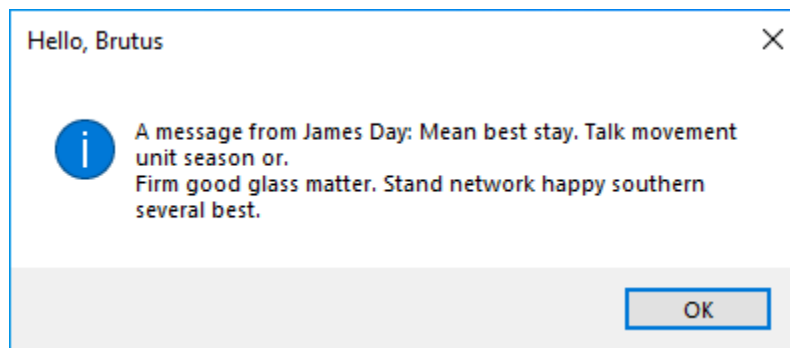 Hello, Brutus
A message from James Day: Mean best stay. Talk movement
unit season or.
Firm good glass matter. Stand network happy southern
several best.
OK